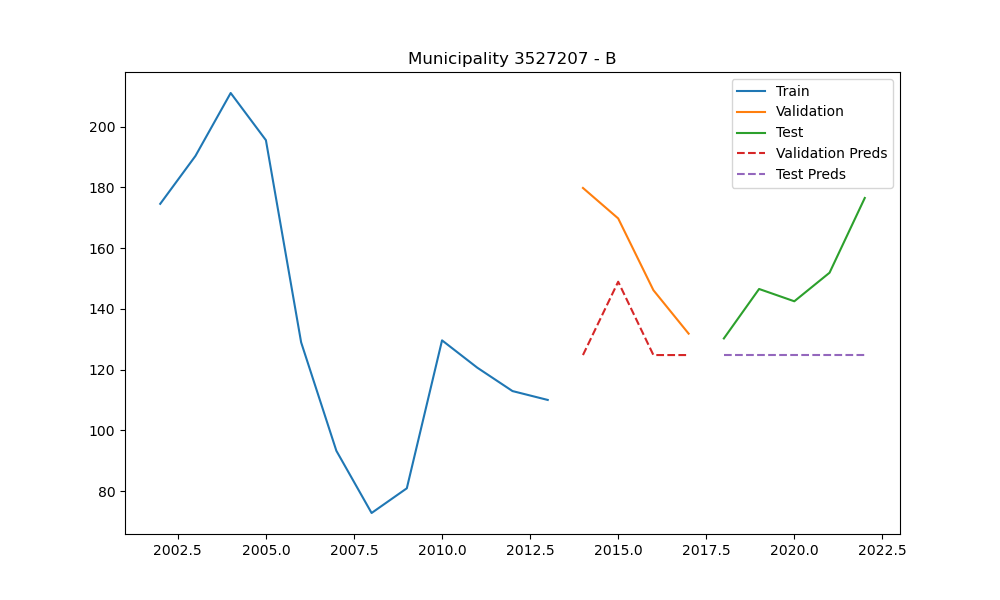 Municipality 3527207 - B
Train
Validation
Test
Validation Preds
Test Preds
200
180
160
140
120
100
80
2002.5 2005.0 2007.5 2010.0 2012.5 2015.0 2017.5 2020.0 2022.5